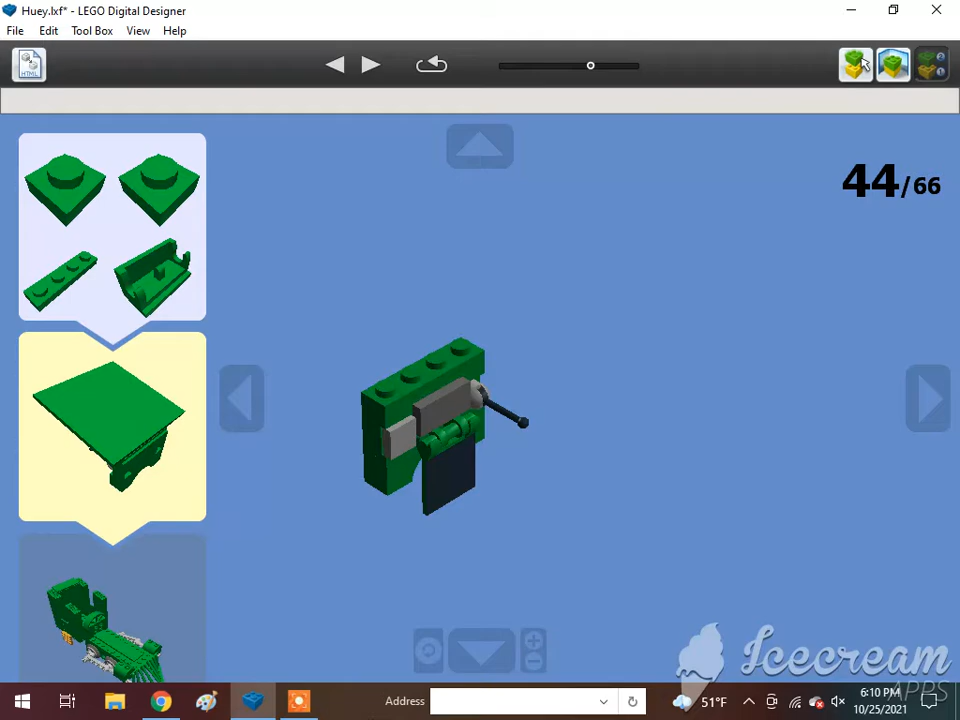 Huey.lxf* - LEGO Digital Designer
File Edit Tool Box View Help
HTML
44/66
Icecream
APPS
Address
51°F
6:10 PM
10/25/2021